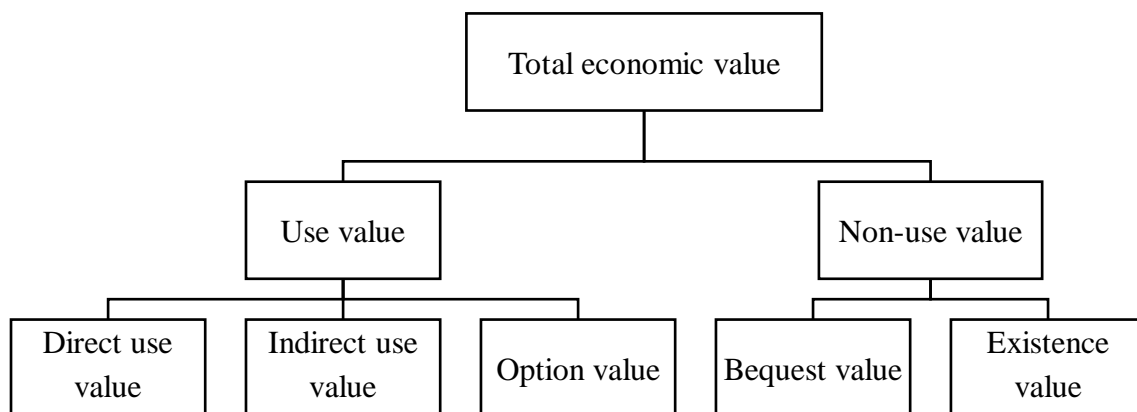 Total economic value
Use value
Non-use value
Direct use
value
Indirect use
value
Option value
Bequest value
Existence
value